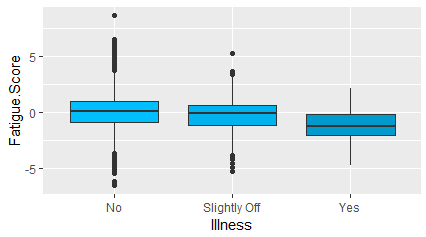 Fatigue.Score
5
0
-5
No Slightly Off Yes
Illness